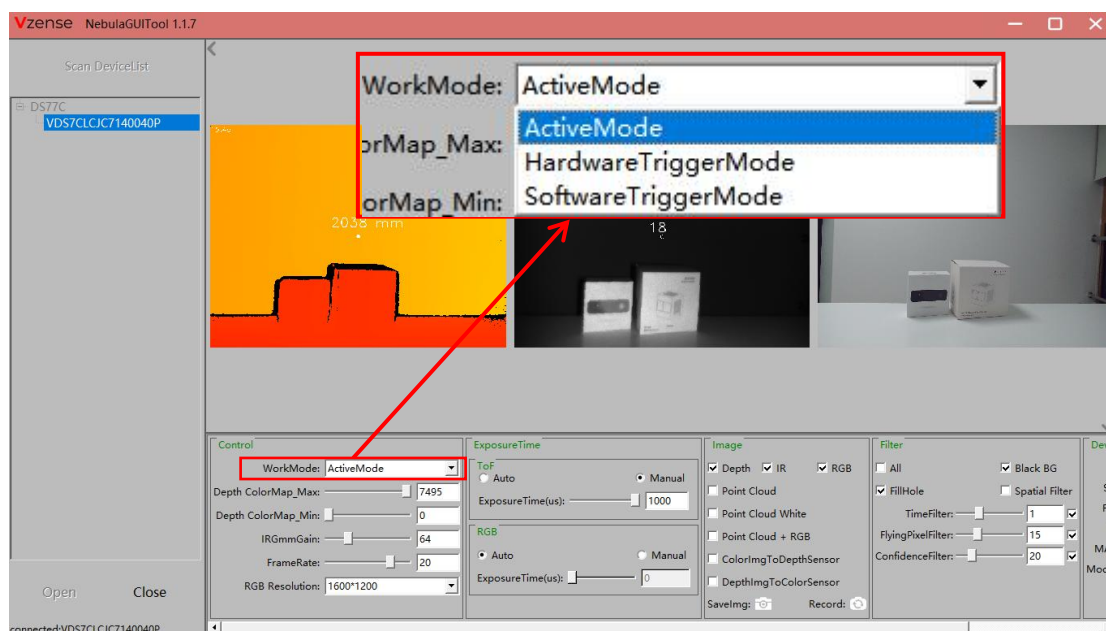 Vzense NebulaGUITool 1.1.7
Scan DeviceList
DS77C
VDS7CLCJC7140040P
WorkMode: ActiveMode
ActiveMode
HardwareTriggerMode
SoftwareTriggerMode
orMap_Max:
orMap_Min:
2038 mm
18
Control
WorkMode: ActiveMode
Depth ColorMap_Max: 7495
Depth ColorMap_Min: 0
IRGmmGain: 64
FrameRate: 20
RGB Resolution: 1600*1200
ExposureTime
ToF
Auto Manual
ExposureTime(us): 1000
RGB
Auto Manual
ExposureTime(us): 0
Image
Depth IR RGB
Point Cloud
Point Cloud White
Point Cloud + RGB
ColorImgToDepthSensor
DepthImgToColorSensor
SaveImg: Record:
Filter
All Black BG
FillHole Spatial Filter
TimeFilter: 1
FlyingPixelFilter: 15
ConfidenceFilter: 20
Dev
Open Close
connected:VDS7CLCJC7140040P